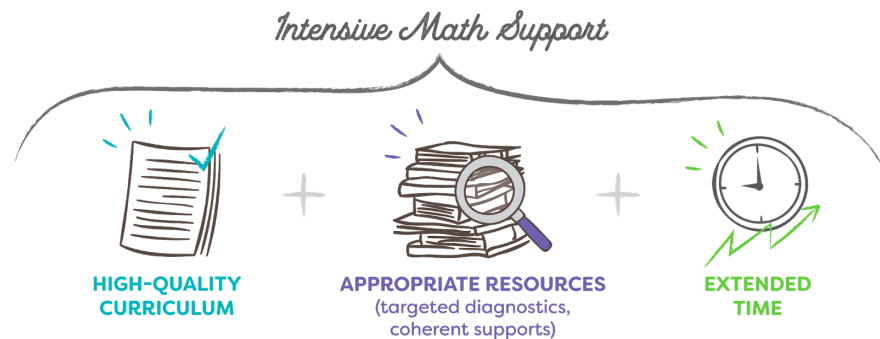 Intensive Math Support
HIGH-QUALITY
CURRICULUM
APPROPRIATE RESOURCES
(targeted diagnostics,
coherent supports)
EXTENDED
TIME